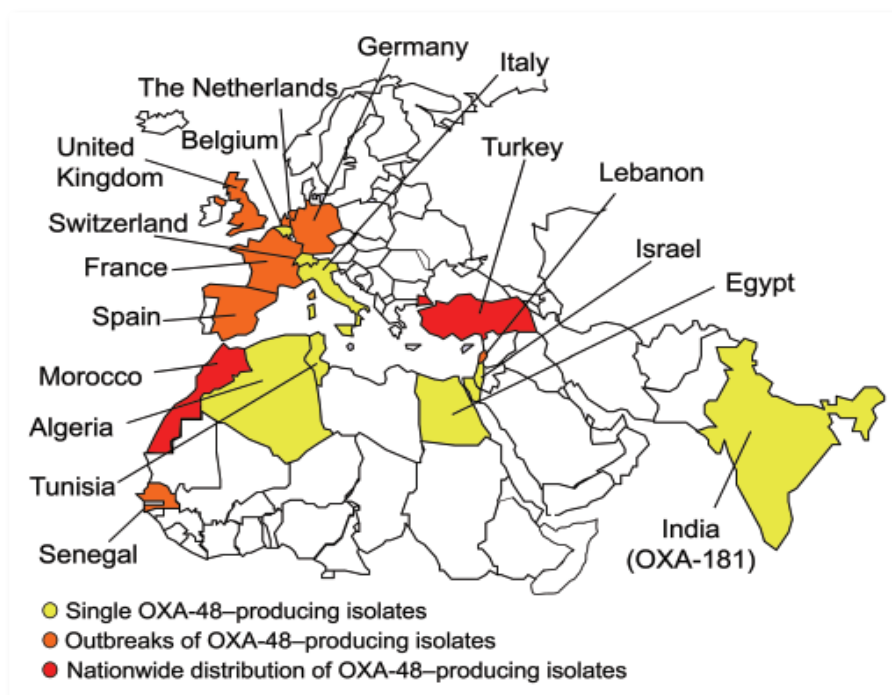 Germany
Italy
The Netherlands
Belgium
Turkey
United
Kingdom
Lebanon
Switzerland
Israel
France
Egypt
Spain
Morocco
Algeria
Tunisia
India
(OXA-181)
Senegal
Single OXA-48–producing isolates
Outbreaks of OXA-48–producing isolates
Nationwide distribution of OXA-48–producing isolates